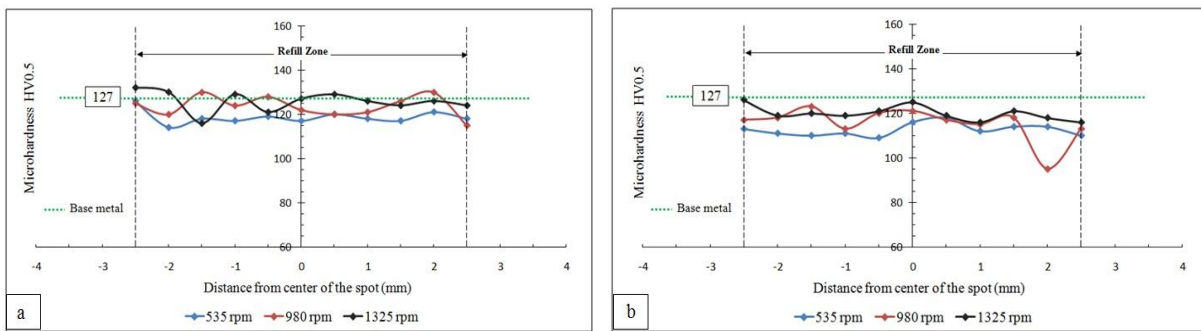 160
Refill Zone
140
127
120
100
80
60
Microhardness HV0.5
Base metal
-4 -3 -2 -1 0 1 2 3 4
Distance from center of the spot (mm)
535 rpm 980 rpm 1325 rpm
a
160
Refill Zone
140
127
120
100
80
60
Microhardness HV0.5
Base metal
-4 -3 -2 -1 0 1 2 3 4
Distance from center of the spot (mm)
535 rpm 980 rpm 1325 rpm
b